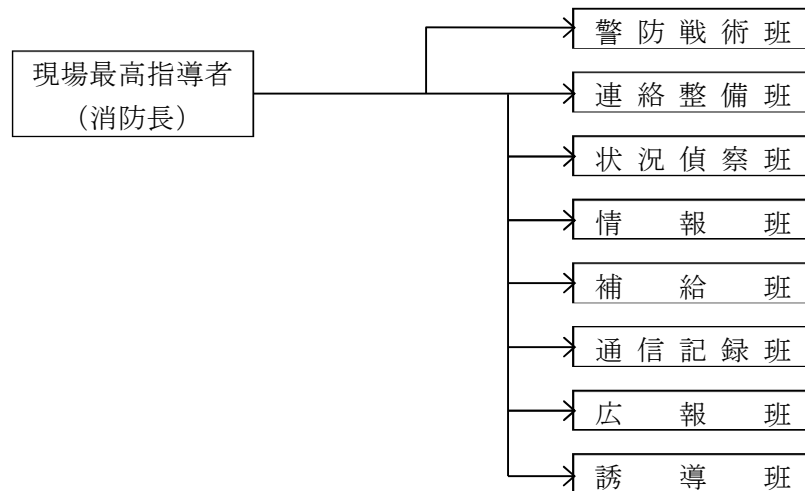 現場最高指導者
（消防長）
警防戦術班
連絡整備班
状況偵察班
情報班
補給班
通信記録班
広報班
誘導班